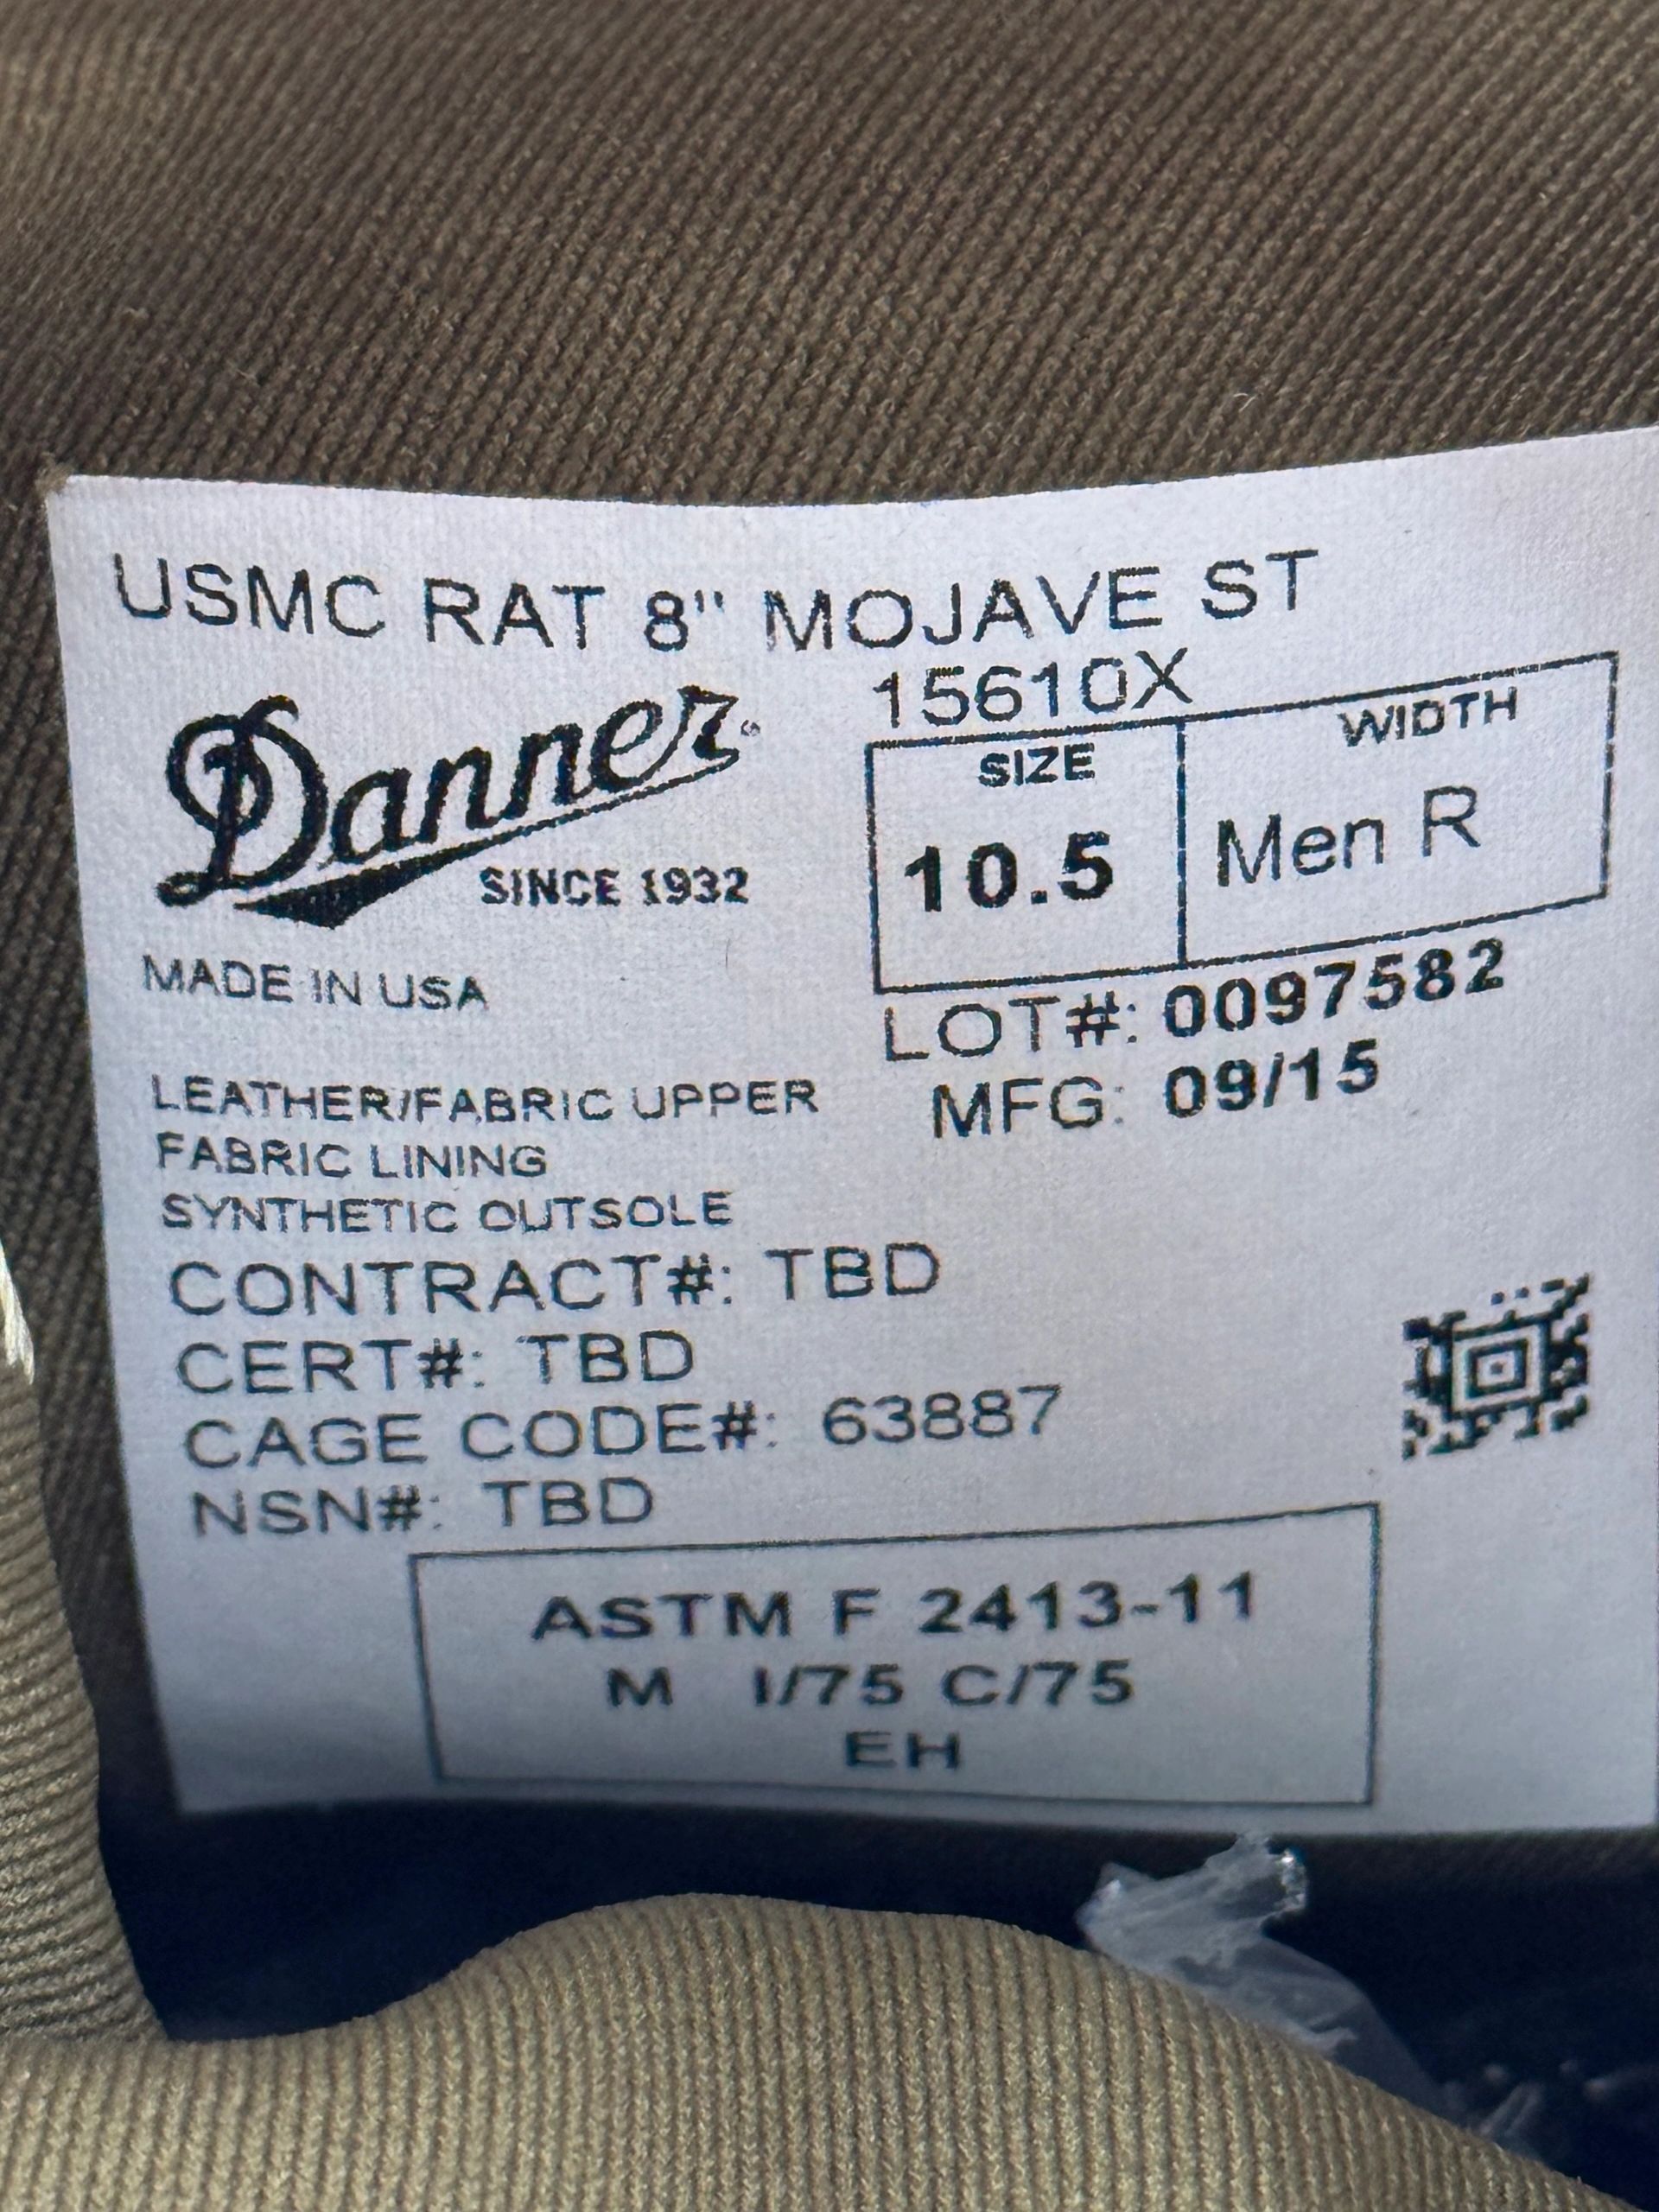 USMC RAT 8" MOJAVE ST
15610X
Danner®
SINCE 1932
SIZE
10.5
WIDTH
Men R
MADE IN USA
LOT#: 0097582
MFG: 09/15
LEATHER/FABRIC UPPER
FABRIC LINING
SYNTHETIC OUTSOLE
CONTRACT#: TBD
CERT#: TBD
CAGE CODE#: 63887
NSN#: TBD
ASTM F 2413-11
M I/75 C/75
EH